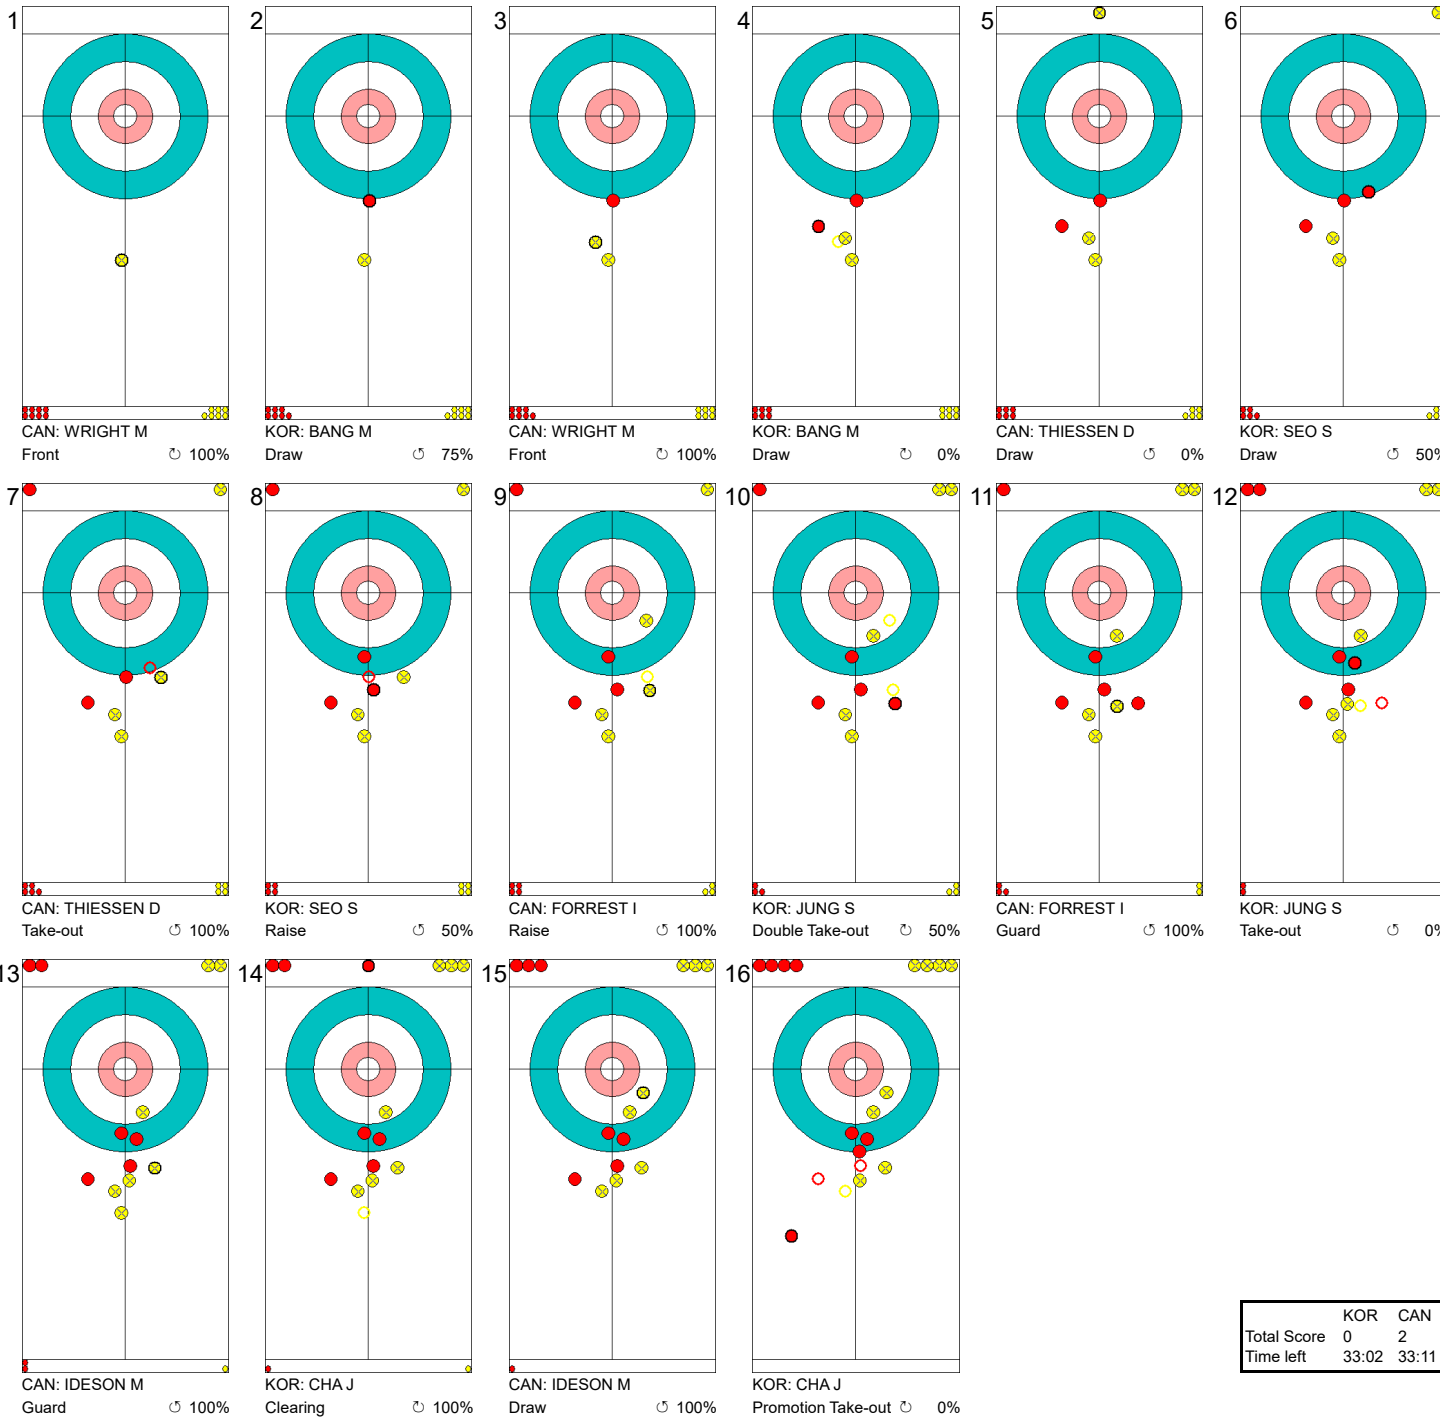 1 2 3 4 5 6
CAN: WRIGHT M KOR: BANG M CAN: WRIGHT M KOR: BANG M CAN: THIESSEN D KOR: SEO S
Front ↻ 100% Draw ↺ 75% Front ↻ 100% Draw ↻ 0% Draw ↺ 0% Draw ↺ 50%
7 8 9 10 11 12
CAN: THIESSEN D KOR: SEO S CAN: FORREST I KOR: JUNG S CAN: FORREST I KOR: JUNG S
Take-out ↺ 100% Raise ↺ 50% Raise ↻ 100% Double Take-out ↻ 50% Guard ↺ 100% Take-out ↺ 0%
13 14 15 16
KOR CAN
Total Score 0 2
Time left 33:02 33:11
CAN: IDESON M KOR: CHA J CAN: IDESON M KOR: CHA J
Guard ↺ 100% Clearing ↻ 100% Draw ↺ 100% Promotion Take-out ↻ 0%